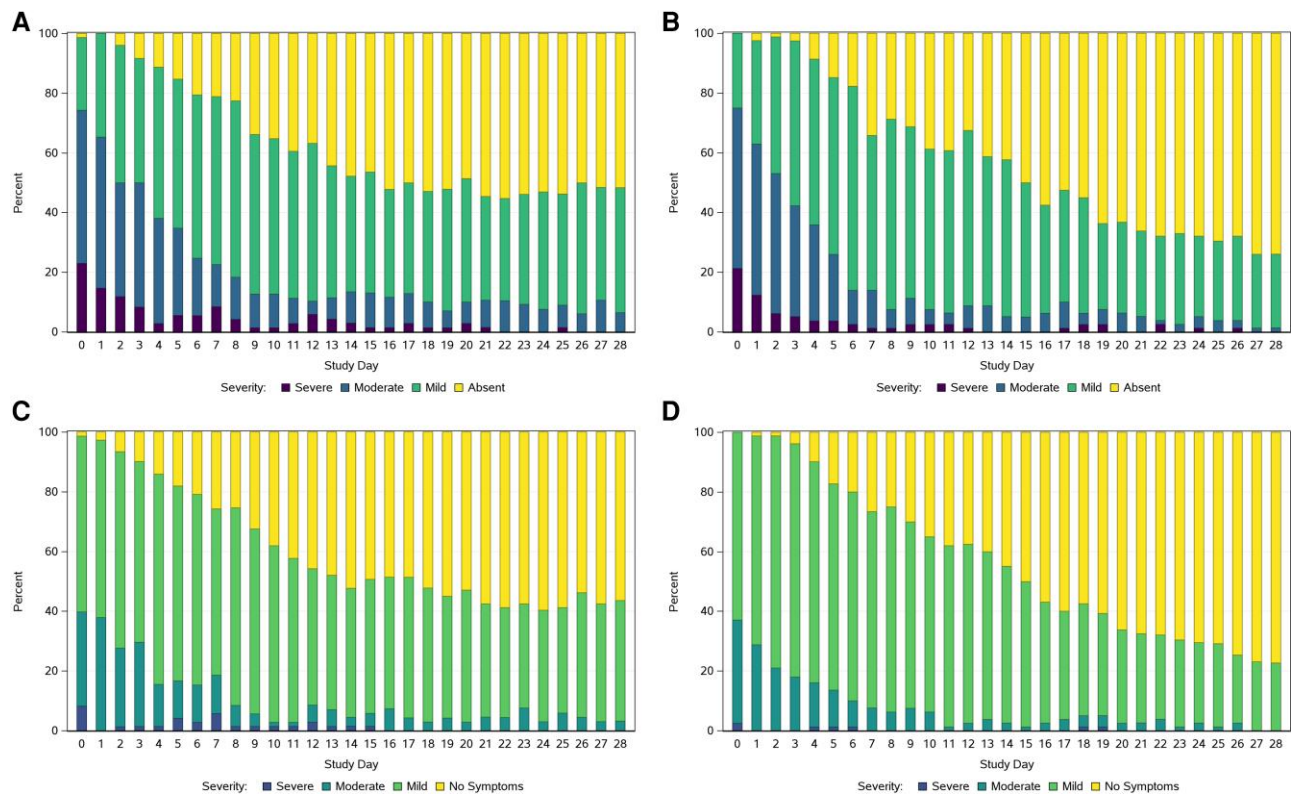 A
Percent
100
80
60
40
20
0
0 1 2 3 4 5 6 7 8 9 10 11 12 13 14 15 16 17 18 19 20 21 22 23 24 25 26 27 28
Study Day
Severity: Severe Moderate Mild Absent
B
Percent
100
80
60
40
20
0
0 1 2 3 4 5 6 7 8 9 10 11 12 13 14 15 16 17 18 19 20 21 22 23 24 25 26 27 28
Study Day
Severity: Severe Moderate Mild Absent
C
Percent
100
80
60
40
20
0
0 1 2 3 4 5 6 7 8 9 10 11 12 13 14 15 16 17 18 19 20 21 22 23 24 25 26 27 28
Study Day
Severity: Severe Moderate Mild No Symptoms
D
Percent
100
80
60
40
20
0
0 1 2 3 4 5 6 7 8 9 10 11 12 13 14 15 16 17 18 19 20 21 22 23 24 25 26 27 28
Study Day
Severity: Severe Moderate Mild No Symptoms